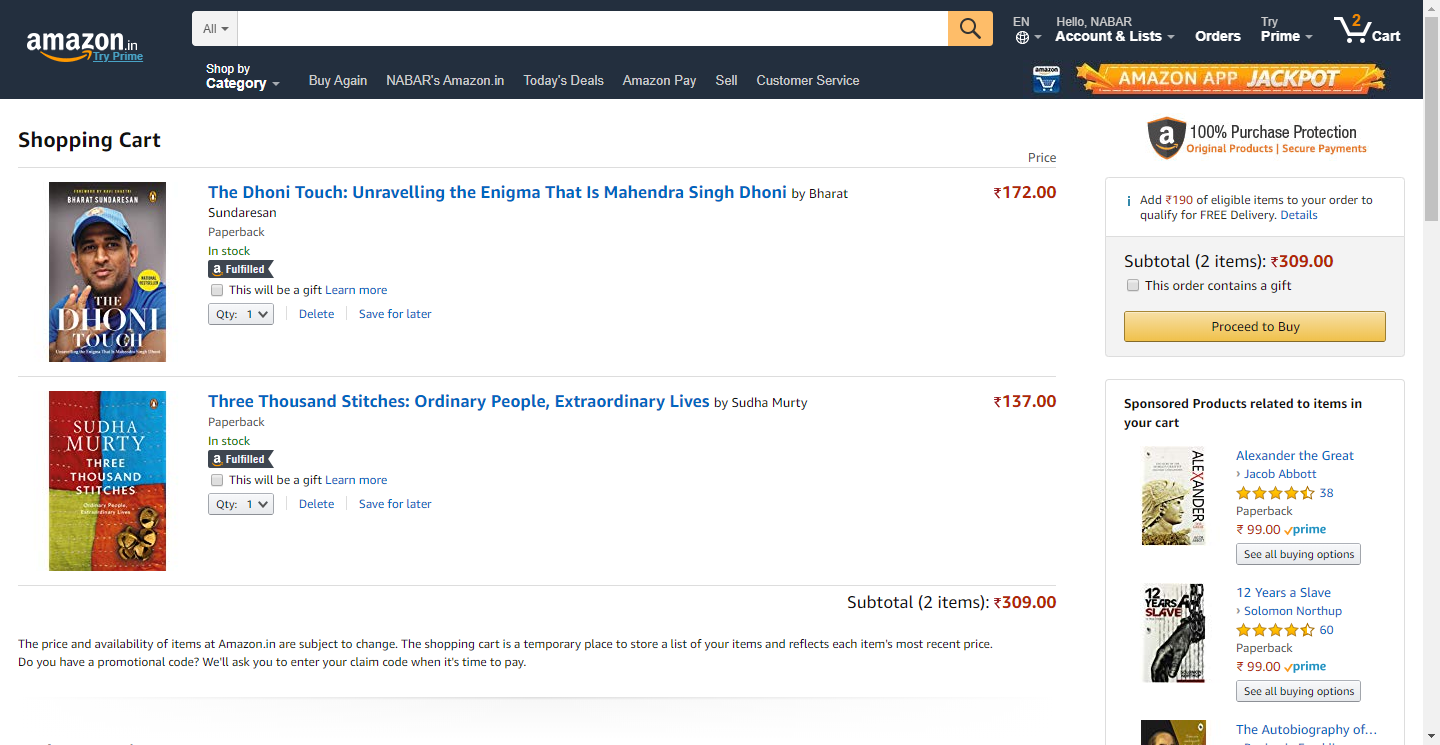 amazon.in
Try Prime
All
EN
Hello, NABAR
Account & Lists
Orders
Try
Prime
2
Cart
Shop by
Category
Buy Again
NABAR's Amazon.in
Today's Deals
Amazon Pay
Sell
Customer Service
amazon
AMAZON APP JACKPOT
Shopping Cart
Price
FOREWORD BY RAVI SHASTRI
BHARAT SUNDARESAN
NATIONAL
BESTSELLER
THE
DHONI
TOUCH
Unravelling the Enigma That Is Mahendra Singh Dhoni
The Dhoni Touch: Unravelling the Enigma That Is Mahendra Singh Dhoni by Bharat
Sundaresan
₹172.00
Paperback
In stock
a Fulfilled
This will be a gift Learn more
Qty: 1
Delete
Save for later
SUDHA
MURTY
THREE
THOUSAND
STITCHES
Ordinary People,
Extraordinary Lives
Three Thousand Stitches: Ordinary People, Extraordinary Lives by Sudha Murty
₹137.00
Paperback
In stock
a Fulfilled
This will be a gift Learn more
Qty: 1
Delete
Save for later
Subtotal (2 items): ₹309.00
The price and availability of items at Amazon.in are subject to change. The shopping cart is a temporary place to store a list of your items and reflects each item's most recent price.
Do you have a promotional code? We'll ask you to enter your claim code when it's time to pay.
a
100% Purchase Protection
Original Products | Secure Payments
i Add ₹190 of eligible items to your order to
qualify for FREE Delivery. Details
Subtotal (2 items): ₹309.00
This order contains a gift
Proceed to Buy
Sponsored Products related to items in
your cart
ALEXANDER
JACOB ABBOTT
Alexander the Great
› Jacob Abbott
38
Paperback
₹ 99.00 prime
See all buying options
12
YEARS A
SLAVE
SOLOMON NORTHUP
12 Years a Slave
› Solomon Northup
60
Paperback
₹ 99.00 prime
See all buying options
The Autobiography of…